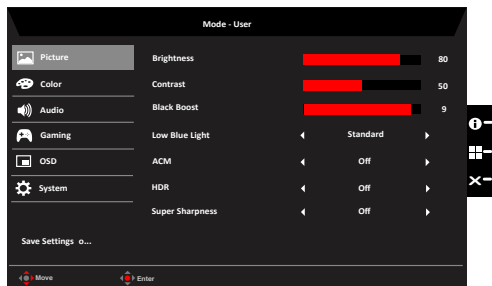 Mode - User
Picture
Brightness 80
Color
Contrast 50
Audio
Black Boost 9
Gaming
Low Blue Light Standard
OSD
ACM Off
System
HDR Off
Super Sharpness Off
Save Settings o...
Move Enter